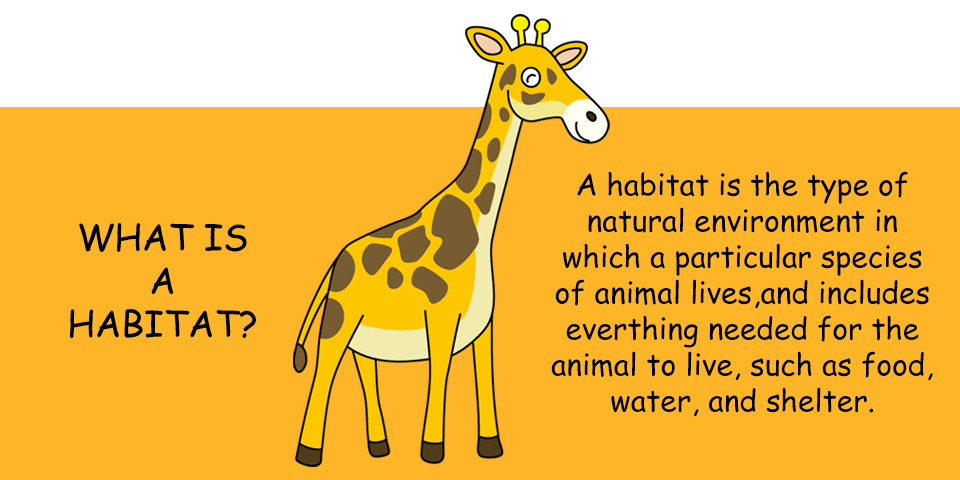 WHAT IS
A
HABITAT?
A habitat is the type of
natural environment in
which a particular species
of animal lives,and includes
everthing needed for the
animal to live, such as food,
water, and shelter.